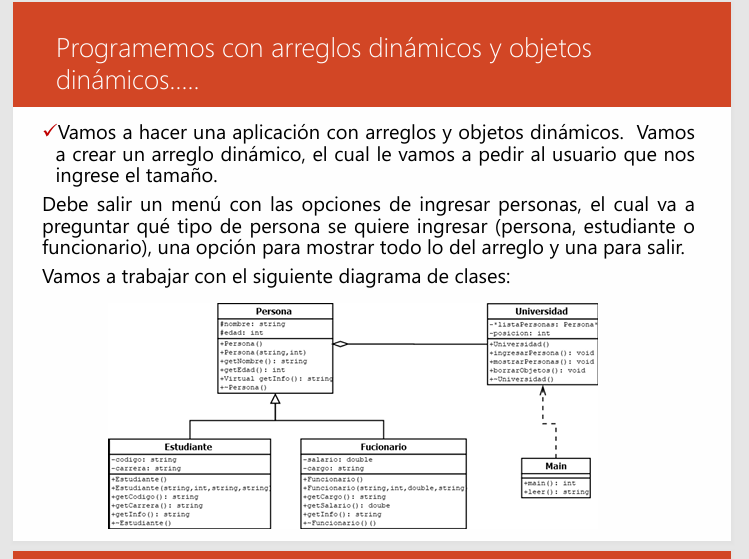 Programemos con arreglos dinámicos y objetos
dinámicos.....
✓Vamos a hacer una aplicación con arreglos y objetos dinámicos. Vamos
a crear un arreglo dinámico, el cual le vamos a pedir al usuario que nos
ingrese el tamaño.
Debe salir un menú con las opciones de ingresar personas, el cual va a
preguntar qué tipo de persona se quiere ingresar (persona, estudiante o
funcionario), una opción para mostrar todo lo del arreglo y una para salir.
Vamos a trabajar con el siguiente diagrama de clases:
Persona
#nombre: string
#edad: int
+Persona()
+Persona(string,int)
+getNombre(): string
+getEdad(): int
+Virtual getInfo(): string
+~Persona()
Universidad
-*listaPersonas: Persona*
-posicion: int
+Universidad()
+ingresarPersona(): void
+mostrarPersonas(): void
+borzarObjetos(): void
+~Universidad()
Estudiante
-codigo: string
-carrera: string
+Estudiante()
+Estudiante(string,int,string,string)
+getCodigo(): string
+getCarrera(): string
+getInfo(): string
+~Estudiante()
Fucionario
-salario: double
-cargo: string
+Funcionario()
+Funcionario(string,int,double,string)
+getCargo(): string
+getSalario(): doube
+getInfo(): string
+~Funcionario()()
Main
+main(): int
+leer(): string